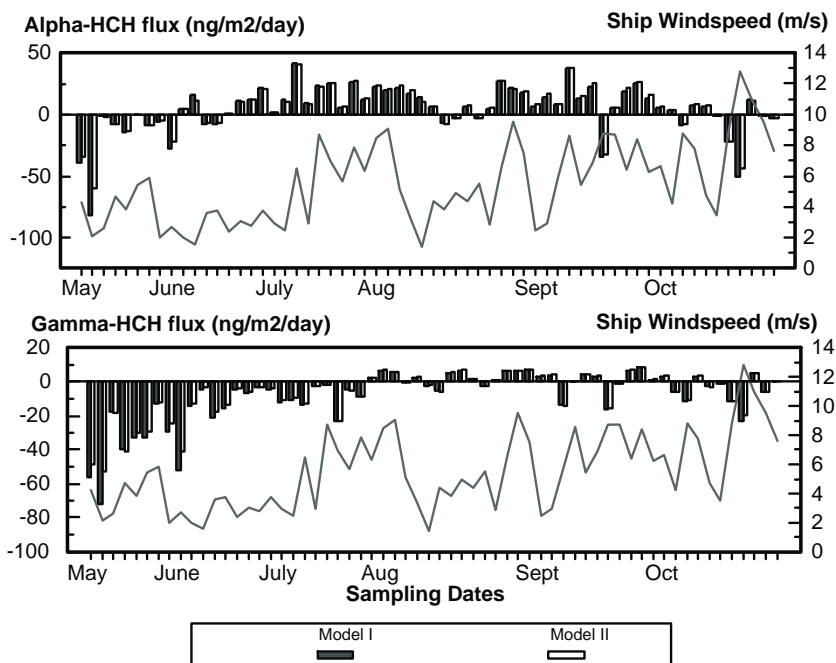 Alpha-HCH flux (ng/m2/day) Ship Windspeed (m/s)
50 14
12
0 10
8
-50 6
4
-100 2
0
May June July Aug Sept Oct
Gamma-HCH flux (ng/m2/day) Ship Windspeed (m/s)
20 14
0 12
-20 10
-40 8
-60 6
4
-80 2
-100 0
May June July Aug Sept Oct
Sampling Dates
Model I Model II